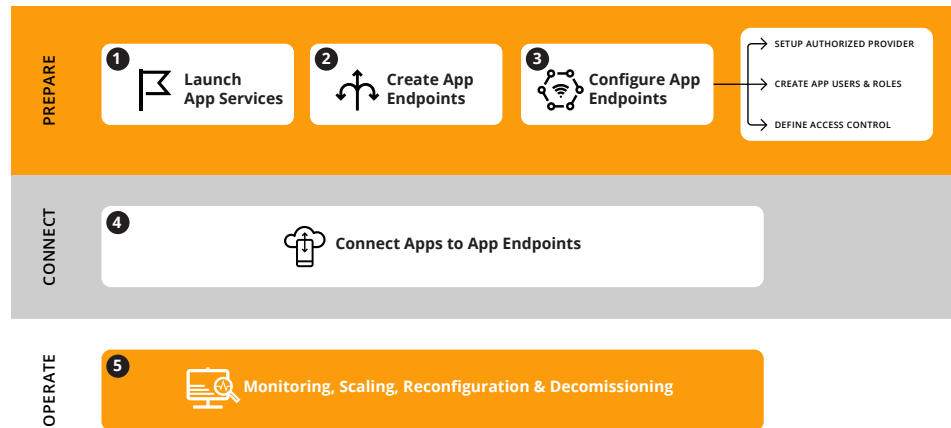 PREPARE
1
Launch
App Services
2
Create App
Endpoints
3
Configure App
Endpoints
SETUP AUTHORIZED PROVIDER
CREATE APP USERS & ROLES
DEFINE ACCESS CONTROL
CONNECT
4
Connect Apps to App Endpoints
OPERATE
5
Monitoring, Scaling, Reconfiguration & Decomissioning